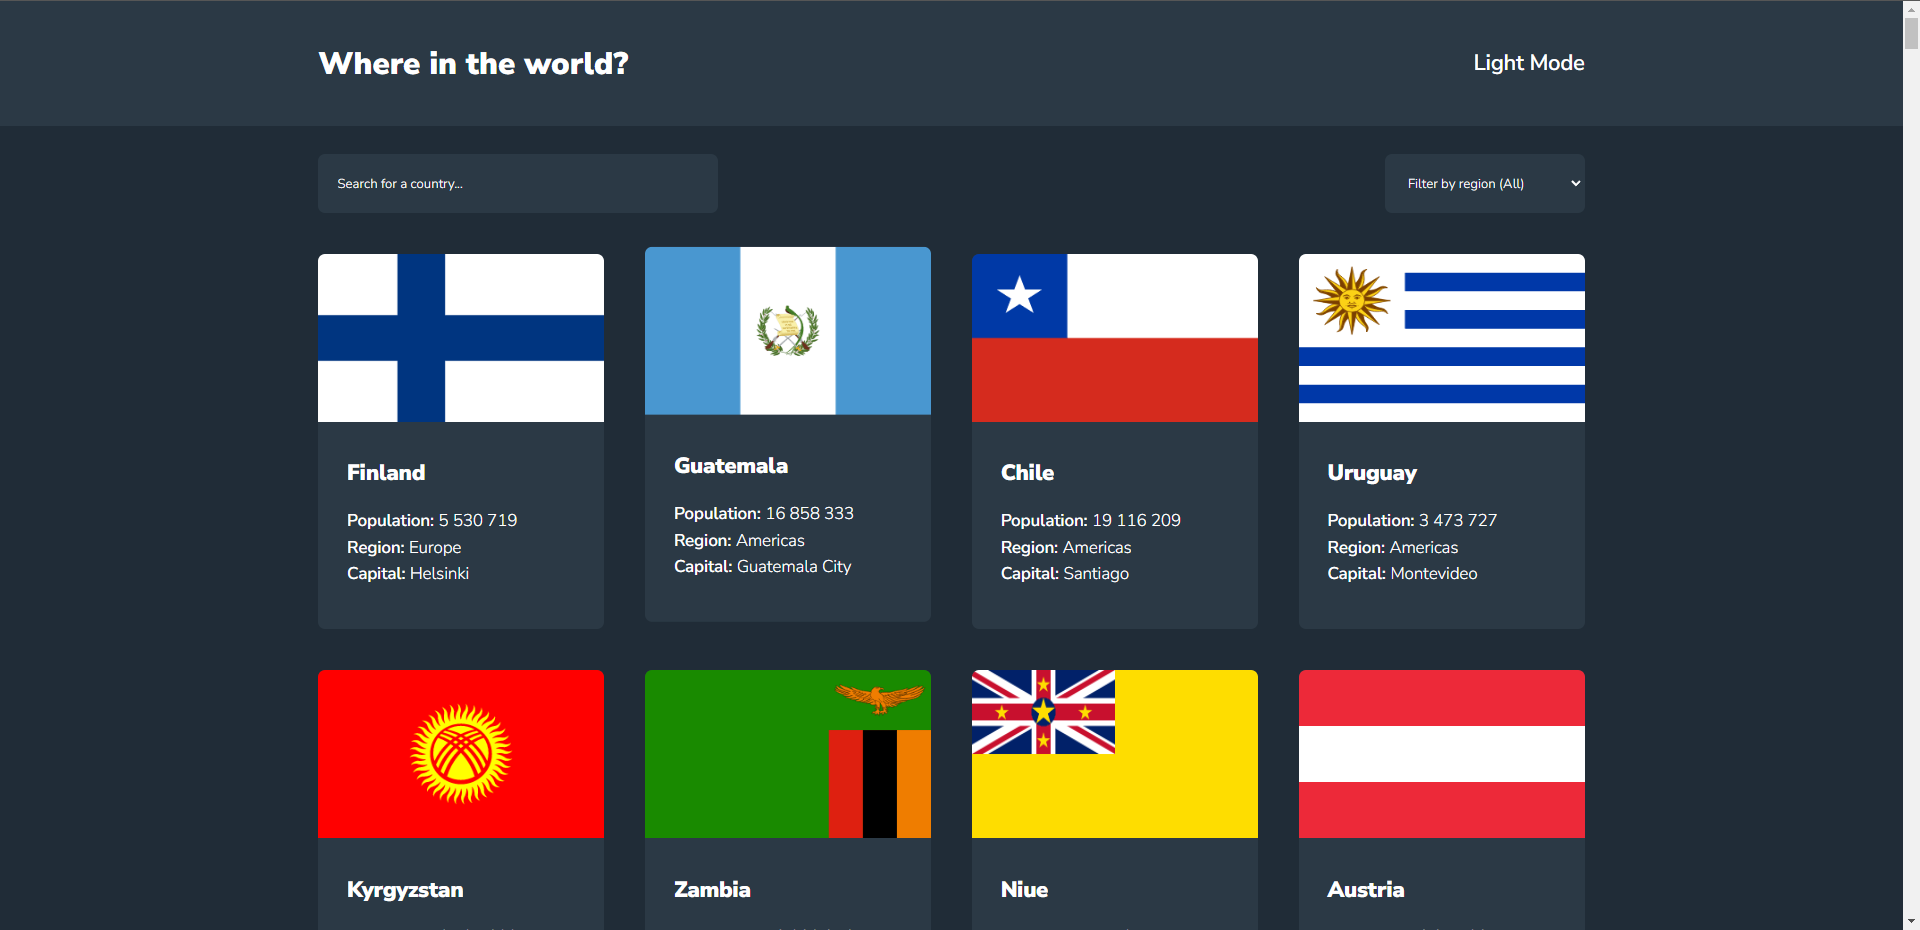 Where in the world?
Light Mode
Search for a country...
Filter by region (All)
Finland
Population: 5 530 719
Region: Europe
Capital: Helsinki
Guatemala
Population: 16 858 333
Region: Americas
Capital: Guatemala City
Chile
Population: 19 116 209
Region: Americas
Capital: Santiago
Uruguay
Population: 3 473 727
Region: Americas
Capital: Montevideo
Kyrgyzstan
Zambia
Niue
Austria